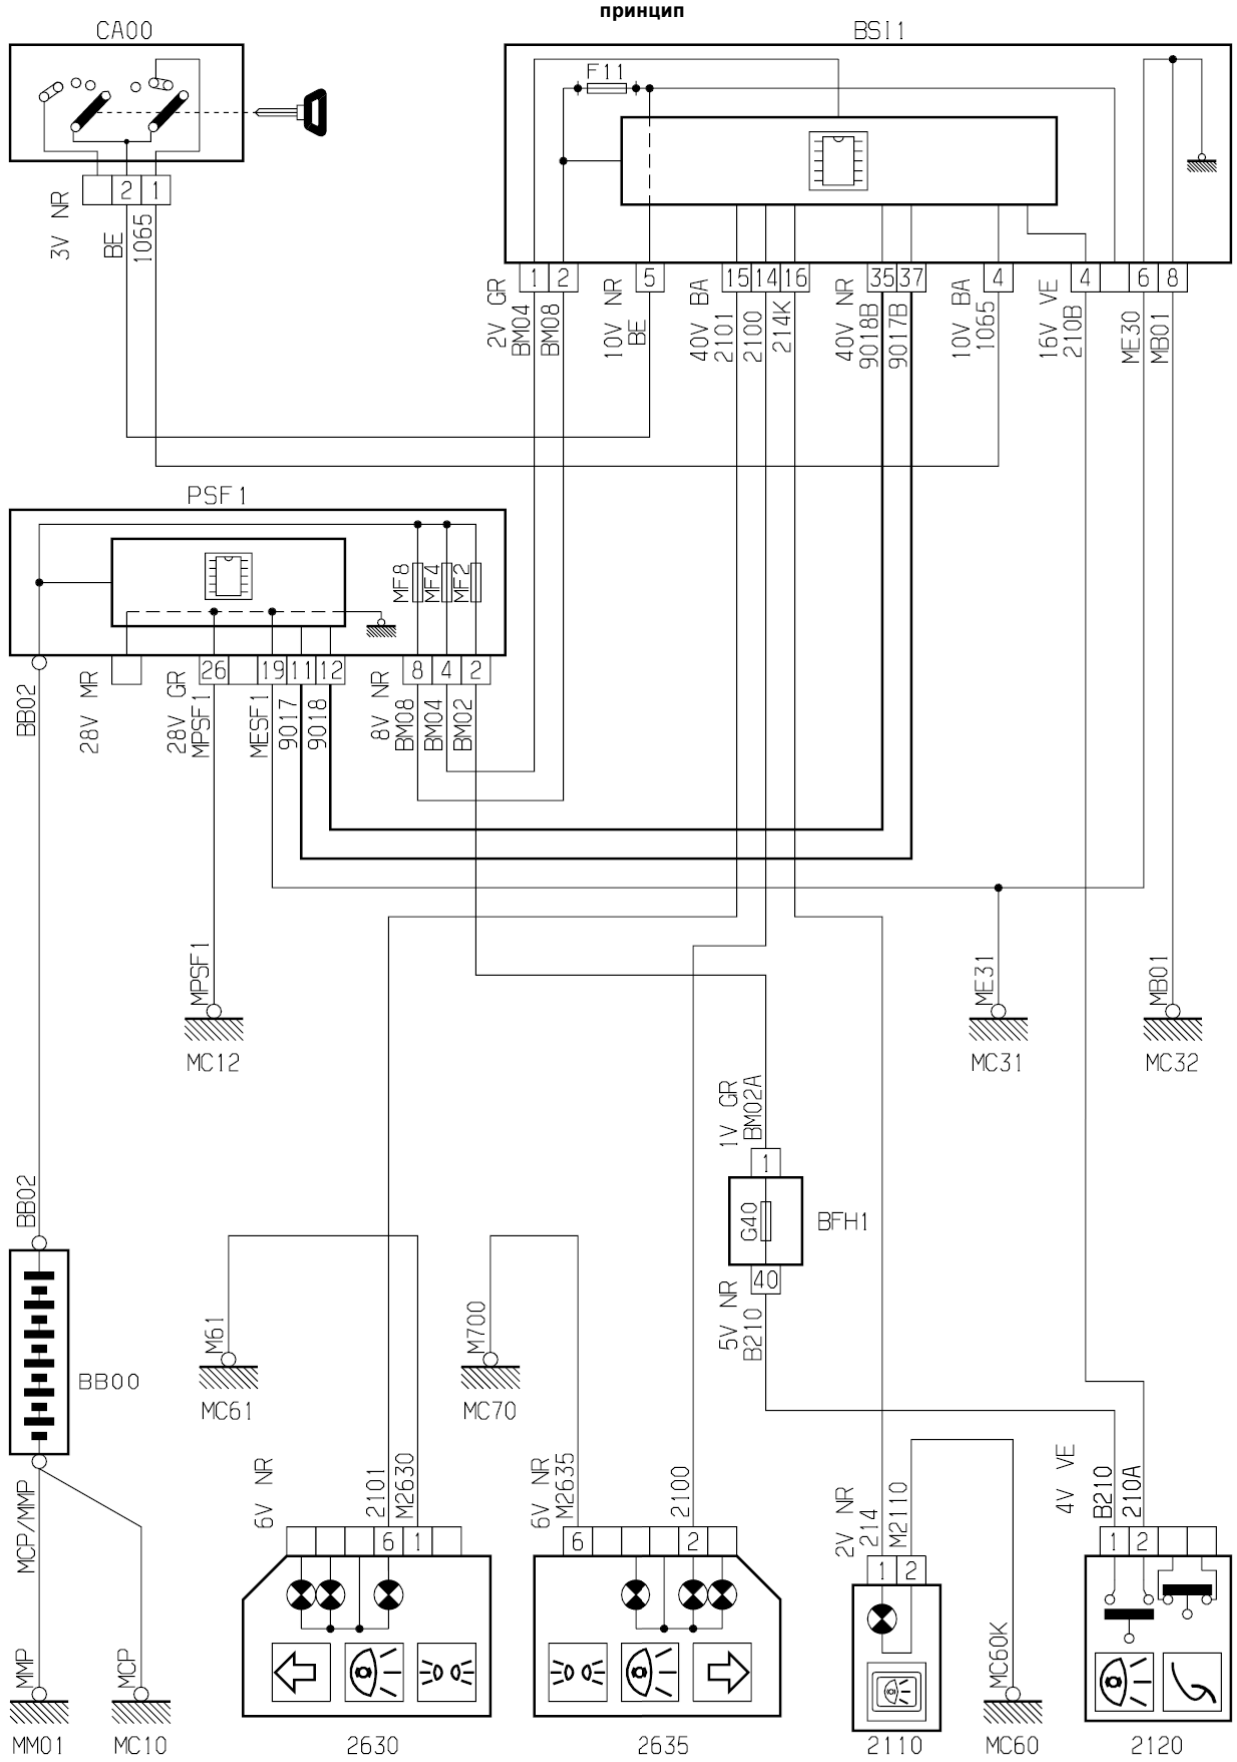 принцип
CA00
BSI1
F11
2 1
3V NR
BE
1065
1 2 5 15 14 16 35 37 4 4 6 8
2V GR
BM04
BM08
10V NR
BE
40V BA
2101
2100
214K
40V NR
9018B
9017B
10V BA
1065
16V VE
210B
ME30
MB01
PSF1
MF8
MF4
MF2
26 19 11 12 8 4 2
BB02
28V MR
28V GR
MPSF1
MESF1
9017
9018
8V NR
BM08
BM04
BM02
MPSF1
ME31
MB01
MC12
MC31
MC32
1V GR
BM02A
1
G40
BFH1
40
5V NR
B210
BB02
BB00
M61
MC61
M700
MC70
MCP/MMP
6V NR
2101
M2630
6V NR
M2635
2100
2V NR
214
M2110
4V VE
B210
210A
6 1
6 2
1 2
1 2
MMP
MCP
MC60K
MM01
MC10
2630
2635
2110
MC60
2120